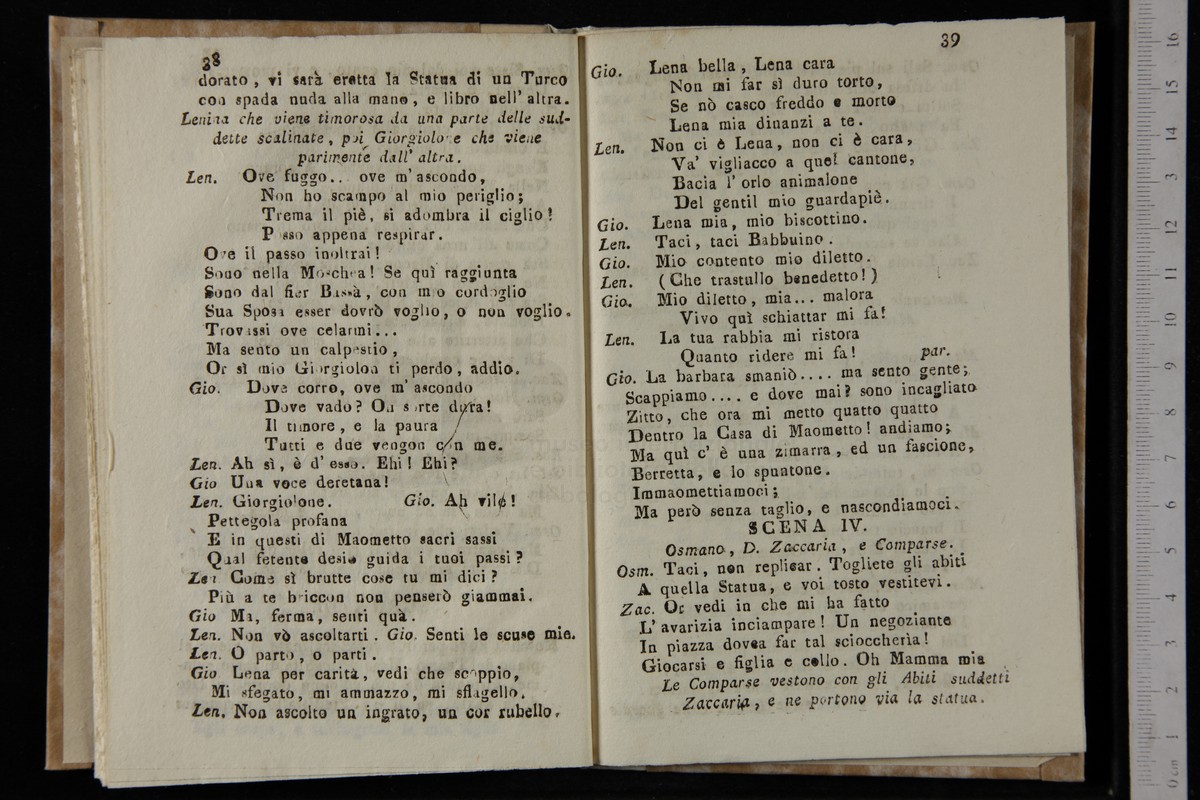 38
dorato, vi sarà eretta la Statua di un Turco
con spada nuda alla mano, e libro nell' altra.
Lenina che viene timorosa da una parte delle sud-
dette scalinate, poi Giorgiolone che viene
parimente dall' altra.
Len. Ove fuggo.. ove m' ascondo,
Non ho scampo al mio periglio;
Trema il piè, si adombra il ciglio!
Posso appena respirar.
Ove il passo inoltrai!
Sono nella Moschea! Se quì raggiunta
Sono dal fier Bassà, con mio cordoglio
Sua Sposa esser dovrò voglio, o non voglio.
Trovassi ove celarmi...
Ma sento un calpestio,
Or sì mio Giorgiolon ti perdo, addio.
Gio. Dove corro, ove m' ascondo
Dove vado? Oh sorte dura!
Il timore, e la paura
Tutti e due vengon con me.
Len. Ah sì, è d' esso. Ehi! Ehi?
Gio Una voce deretana!
Len. Giorgiolone. Gio. Ah vile!
Pettegola profana
E in questi di Maometto sacri sassi
Qual fetente desio guida i tuoi passi?
Len Come sì brutte cose tu mi dici?
Più a te briccon non penserò giammai.
Gio Ma, ferma, senti quà.
Len. Non vò ascoltarti. Gio. Senti le scuse mie.
Len. O parto, o parti.
Gio Lena per carità, vedi che scoppio,
Mi sfegato, mi ammazzo, mi sflagello.
Len. Non ascolto un ingrato, un cor rubello.
39
Gio. Lena bella, Lena cara
Non mi far sì duro torto,
Se nò casco freddo e morto
Lena mia dinanzi a te.
Len. Non ci è Lena, non ci è cara,
Va' vigliacco a quel cantone,
Bacia l' orlo animalone
Del gentil mio guardapiè.
Gio. Lena mia, mio biscottino.
Len. Taci, taci Babbuino.
Gio. Mio contento mio diletto.
Len. (Che trastullo benedetto!)
Gio. Mio diletto, mia... malora
Vivo quì schiattar mi fa!
Len. La tua rabbia mi ristora
Quanto ridere mi fa! par.
Gio. La barbara smaniò.... ma sento gente;
Scappiamo.... e dove mai? sono incagliato
Zitto, che ora mi metto quatto quatto
Dentro la Casa di Maometto! andiamo;
Ma quì c' è una zimarra, ed un fascione,
Berretta, e lo spuntone.
Immaomettiamoci;
Ma però senza taglio, e nascondiamoci.
SCENA IV.
Osmano, D. Zaccaria, e Comparse.
Osm. Taci, non replicar. Togliete gli abiti
A quella Statua, e voi tosto vestitevi.
Zac. Or vedi in che mi ha fatto
L' avarizia inciampare! Un negoziante
In piazza dovea far tal scioccheria!
Giocarsi e figlia e collo. Oh Mamma mia
Le Comparse vestono con gli Abiti suddetti
Zaccaria, e ne portono via la statua.